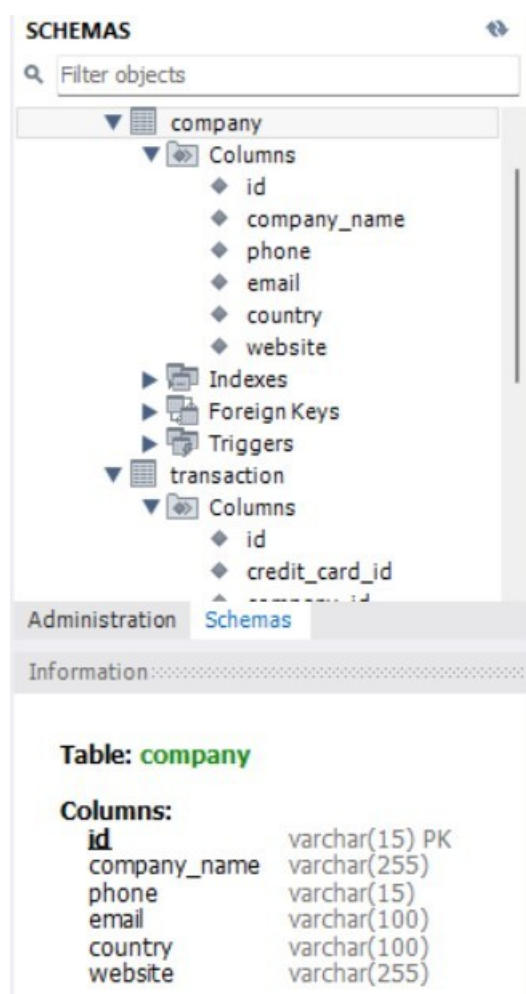 SCHEMAS
Filter objects
company
Columns
id
company_name
phone
email
country
website
Indexes
Foreign Keys
Triggers
transaction
Columns
id
credit_card_id
company_id
Administration Schemas
Information
Table: company
Columns:
id varchar(15) PK
company_name varchar(255)
phone varchar(15)
email varchar(100)
country varchar(100)
website varchar(255)